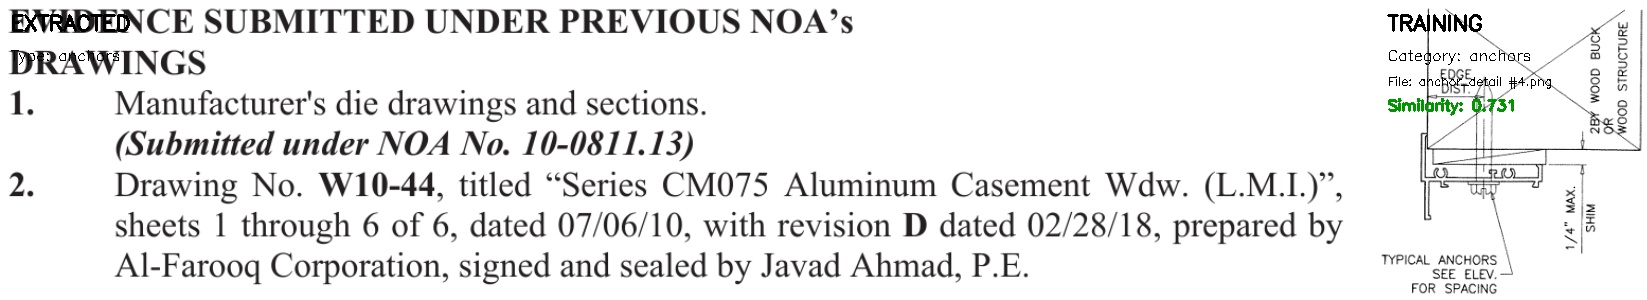 EVIDENCE SUBMITTED UNDER PREVIOUS NOA's
EXTRACTED
Type: anchors
DRAWINGS
1. Manufacturer's die drawings and sections.
(Submitted under NOA No. 10-0811.13)
2. Drawing No. W10-44, titled “Series CM075 Aluminum Casement Wdw. (L.M.I.)”,
sheets 1 through 6 of 6, dated 07/06/10, with revision D dated 02/28/18, prepared by
Al-Farooq Corporation, signed and sealed by Javad Ahmad, P.E.
TRAINING
Category: anchors
File: anchor_detail #4.png
Similarity: 0.731
EDGE
DIST.
2BY WOOD BUCK
OR
WOOD STRUCTURE
1/4" MAX.
SHIM
TYPICAL ANCHORS
SEE ELEV.
FOR SPACING